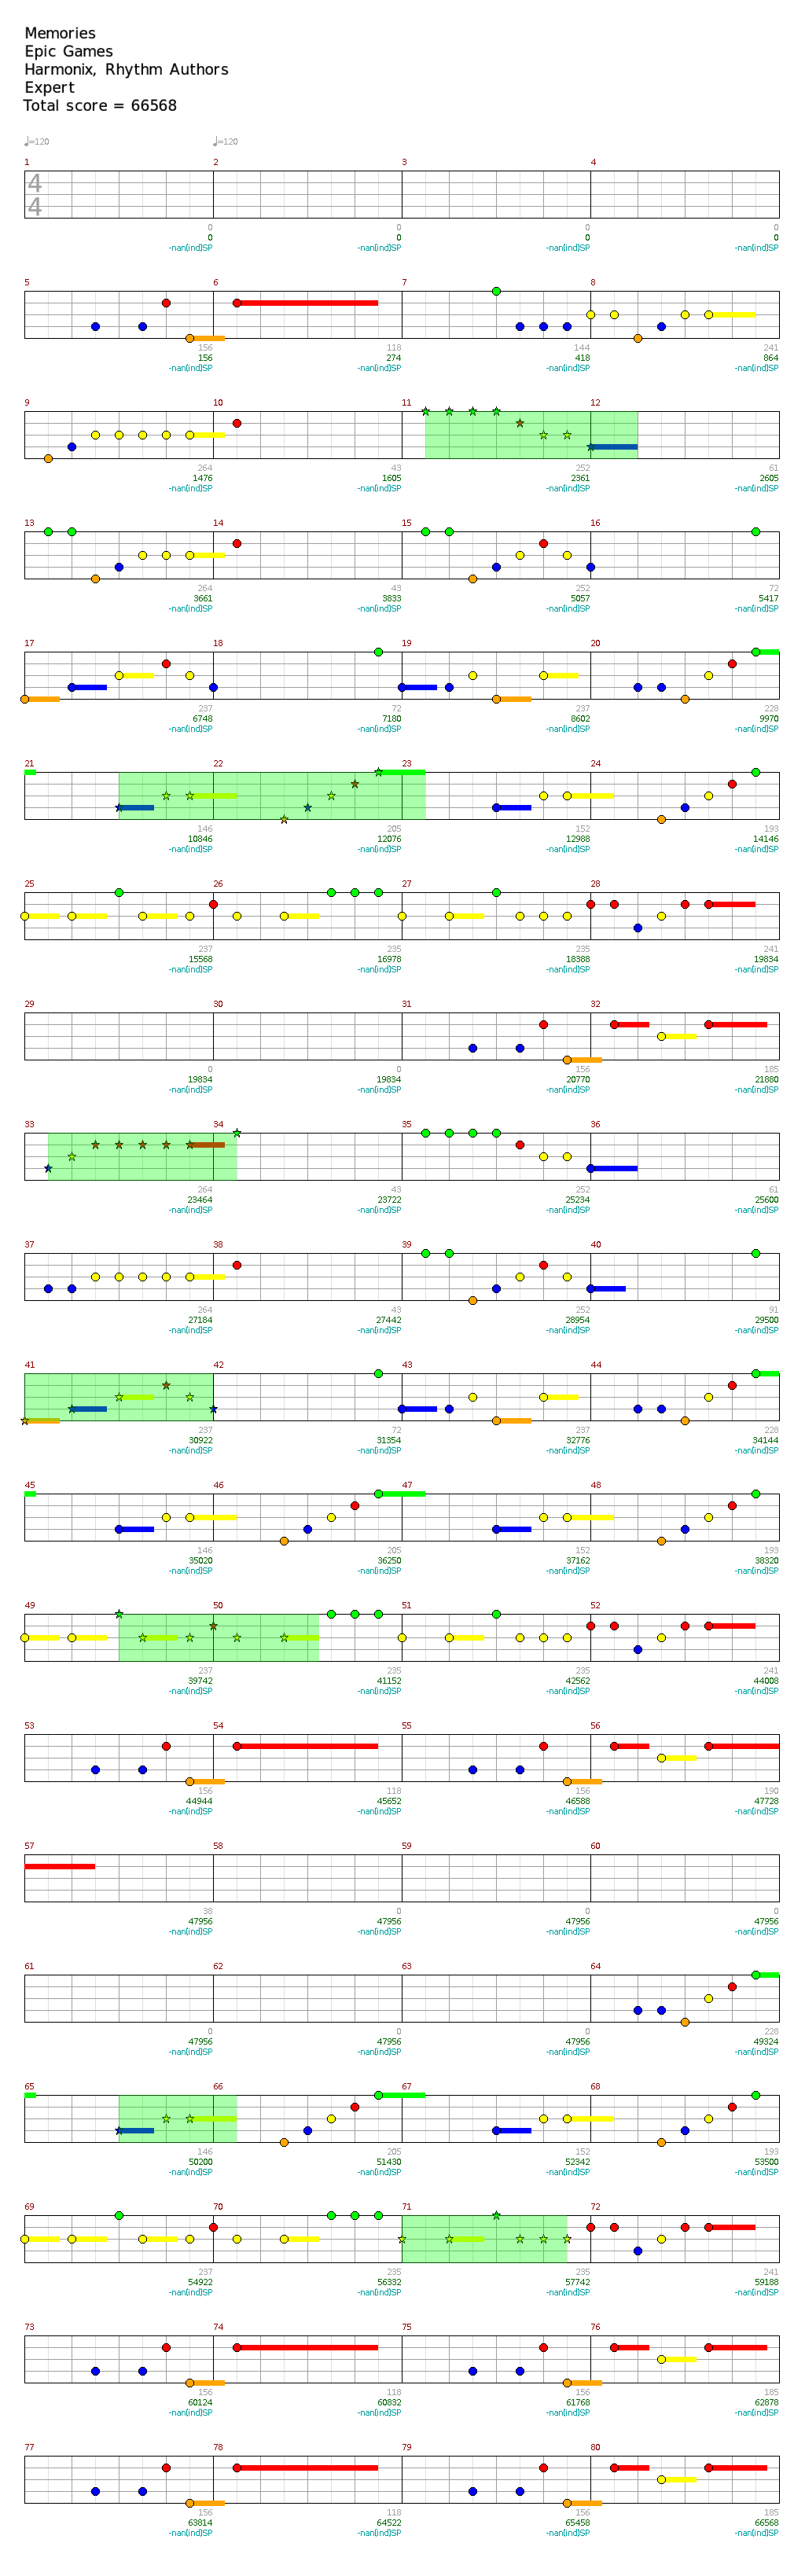 Memories
Epic Games
Harmonix, Rhythm Authors
Expert
Total score = 66568
♩=120 ♩=120
1 2 3 4
4
4
0 0 0 0
0 0 0 0
-nan(ind)SP -nan(ind)SP -nan(ind)SP -nan(ind)SP
5 6 7 8
156 118 144 241
156 274 418 864
-nan(ind)SP -nan(ind)SP -nan(ind)SP -nan(ind)SP
9 10 11 12
264 43 252 61
1476 1605 2361 2605
-nan(ind)SP -nan(ind)SP -nan(ind)SP -nan(ind)SP
13 14 15 16
264 43 252 72
3661 3833 5057 5417
-nan(ind)SP -nan(ind)SP -nan(ind)SP -nan(ind)SP
17 18 19 20
237 72 237 228
6748 7180 8602 9970
-nan(ind)SP -nan(ind)SP -nan(ind)SP -nan(ind)SP
21 22 23 24
146 205 152 193
10846 12076 12988 14146
-nan(ind)SP -nan(ind)SP -nan(ind)SP -nan(ind)SP
25 26 27 28
237 235 235 241
15568 16978 18388 19834
-nan(ind)SP -nan(ind)SP -nan(ind)SP -nan(ind)SP
29 30 31 32
0 0 156 185
19834 19834 20770 21880
-nan(ind)SP -nan(ind)SP -nan(ind)SP -nan(ind)SP
33 34 35 36
264 43 252 61
23464 23722 25234 25600
-nan(ind)SP -nan(ind)SP -nan(ind)SP -nan(ind)SP
37 38 39 40
264 43 252 91
27184 27442 28954 29500
-nan(ind)SP -nan(ind)SP -nan(ind)SP -nan(ind)SP
41 42 43 44
237 72 237 228
30922 31354 32776 34144
-nan(ind)SP -nan(ind)SP -nan(ind)SP -nan(ind)SP
45 46 47 48
146 205 152 193
35020 36250 37162 38320
-nan(ind)SP -nan(ind)SP -nan(ind)SP -nan(ind)SP
49 50 51 52
237 235 235 241
39742 41152 42562 44008
-nan(ind)SP -nan(ind)SP -nan(ind)SP -nan(ind)SP
53 54 55 56
156 118 156 190
44944 45652 46588 47728
-nan(ind)SP -nan(ind)SP -nan(ind)SP -nan(ind)SP
57 58 59 60
38 0 0 0
47956 47956 47956 47956
-nan(ind)SP -nan(ind)SP -nan(ind)SP -nan(ind)SP
61 62 63 64
0 0 0 228
47956 47956 47956 49324
-nan(ind)SP -nan(ind)SP -nan(ind)SP -nan(ind)SP
65 66 67 68
146 205 152 193
50200 51430 52342 53500
-nan(ind)SP -nan(ind)SP -nan(ind)SP -nan(ind)SP
69 70 71 72
237 235 235 241
54922 56332 57742 59188
-nan(ind)SP -nan(ind)SP -nan(ind)SP -nan(ind)SP
73 74 75 76
156 118 156 185
60124 60832 61768 62878
-nan(ind)SP -nan(ind)SP -nan(ind)SP -nan(ind)SP
77 78 79 80
156 118 156 185
63814 64522 65458 66568
-nan(ind)SP -nan(ind)SP -nan(ind)SP -nan(ind)SP